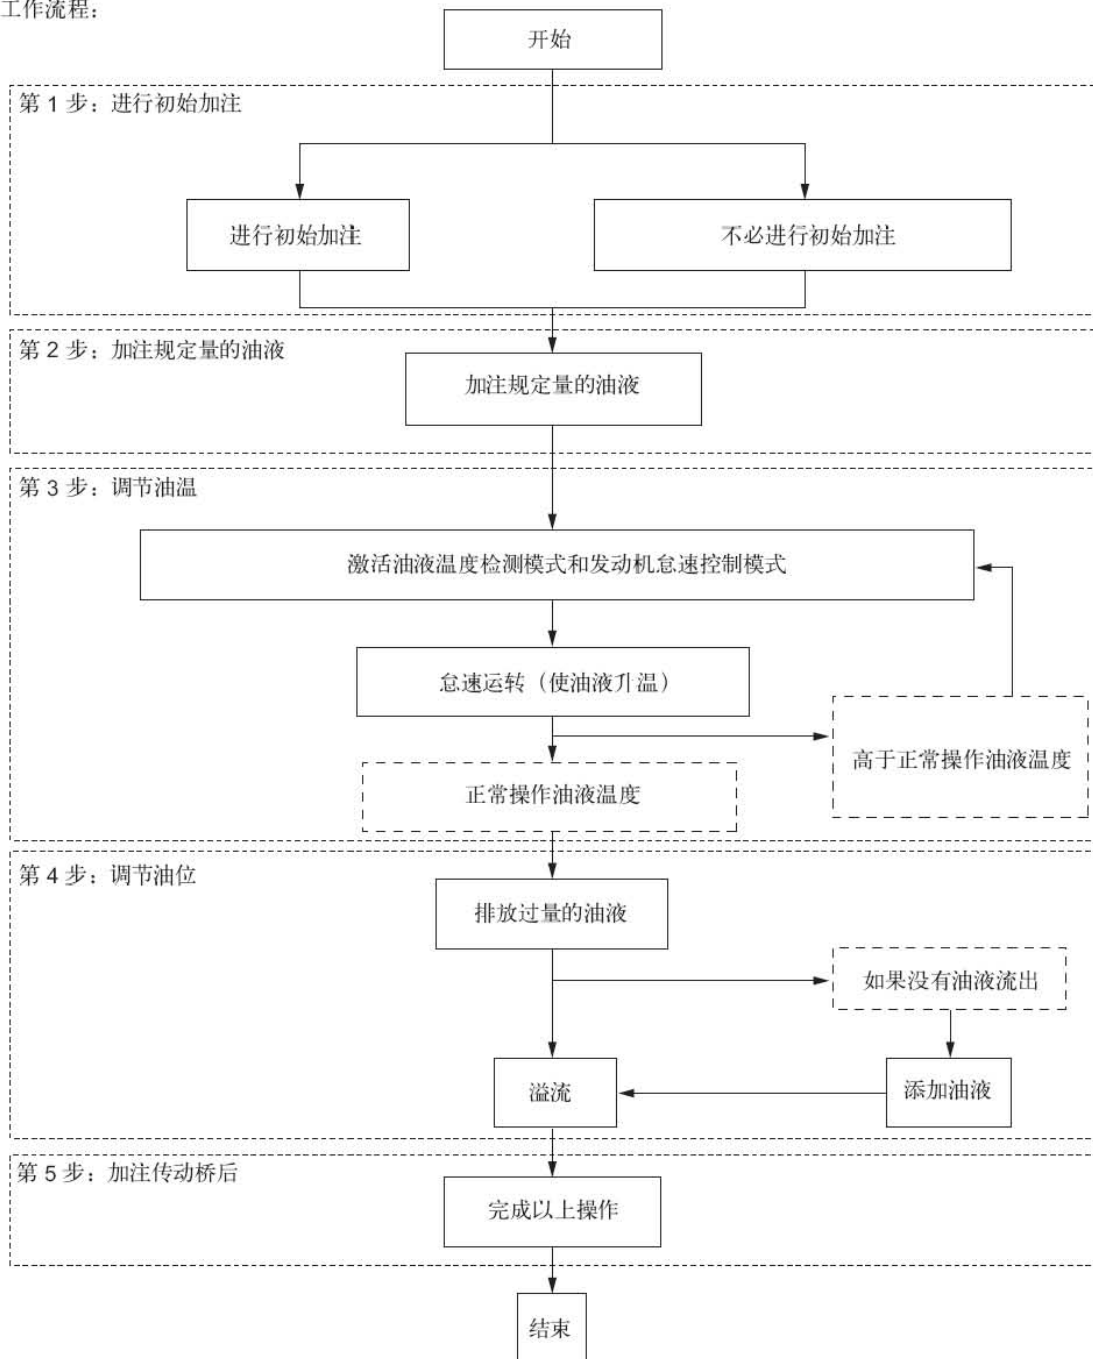 工作流程：
开始
第 1 步：进行初始加注
进行初始加注
不必进行初始加注
第 2 步：加注规定量的油液
加注规定量的油液
第 3 步：调节油温
激活油液温度检测模式和发动机怠速控制模式
怠速运转（使油液升温）
高于正常操作油液温度
正常操作油液温度
第 4 步：调节油位
排放过量的油液
如果没有油液流出
溢流
添加油液
第 5 步：加注传动桥后
完成以上操作
结束